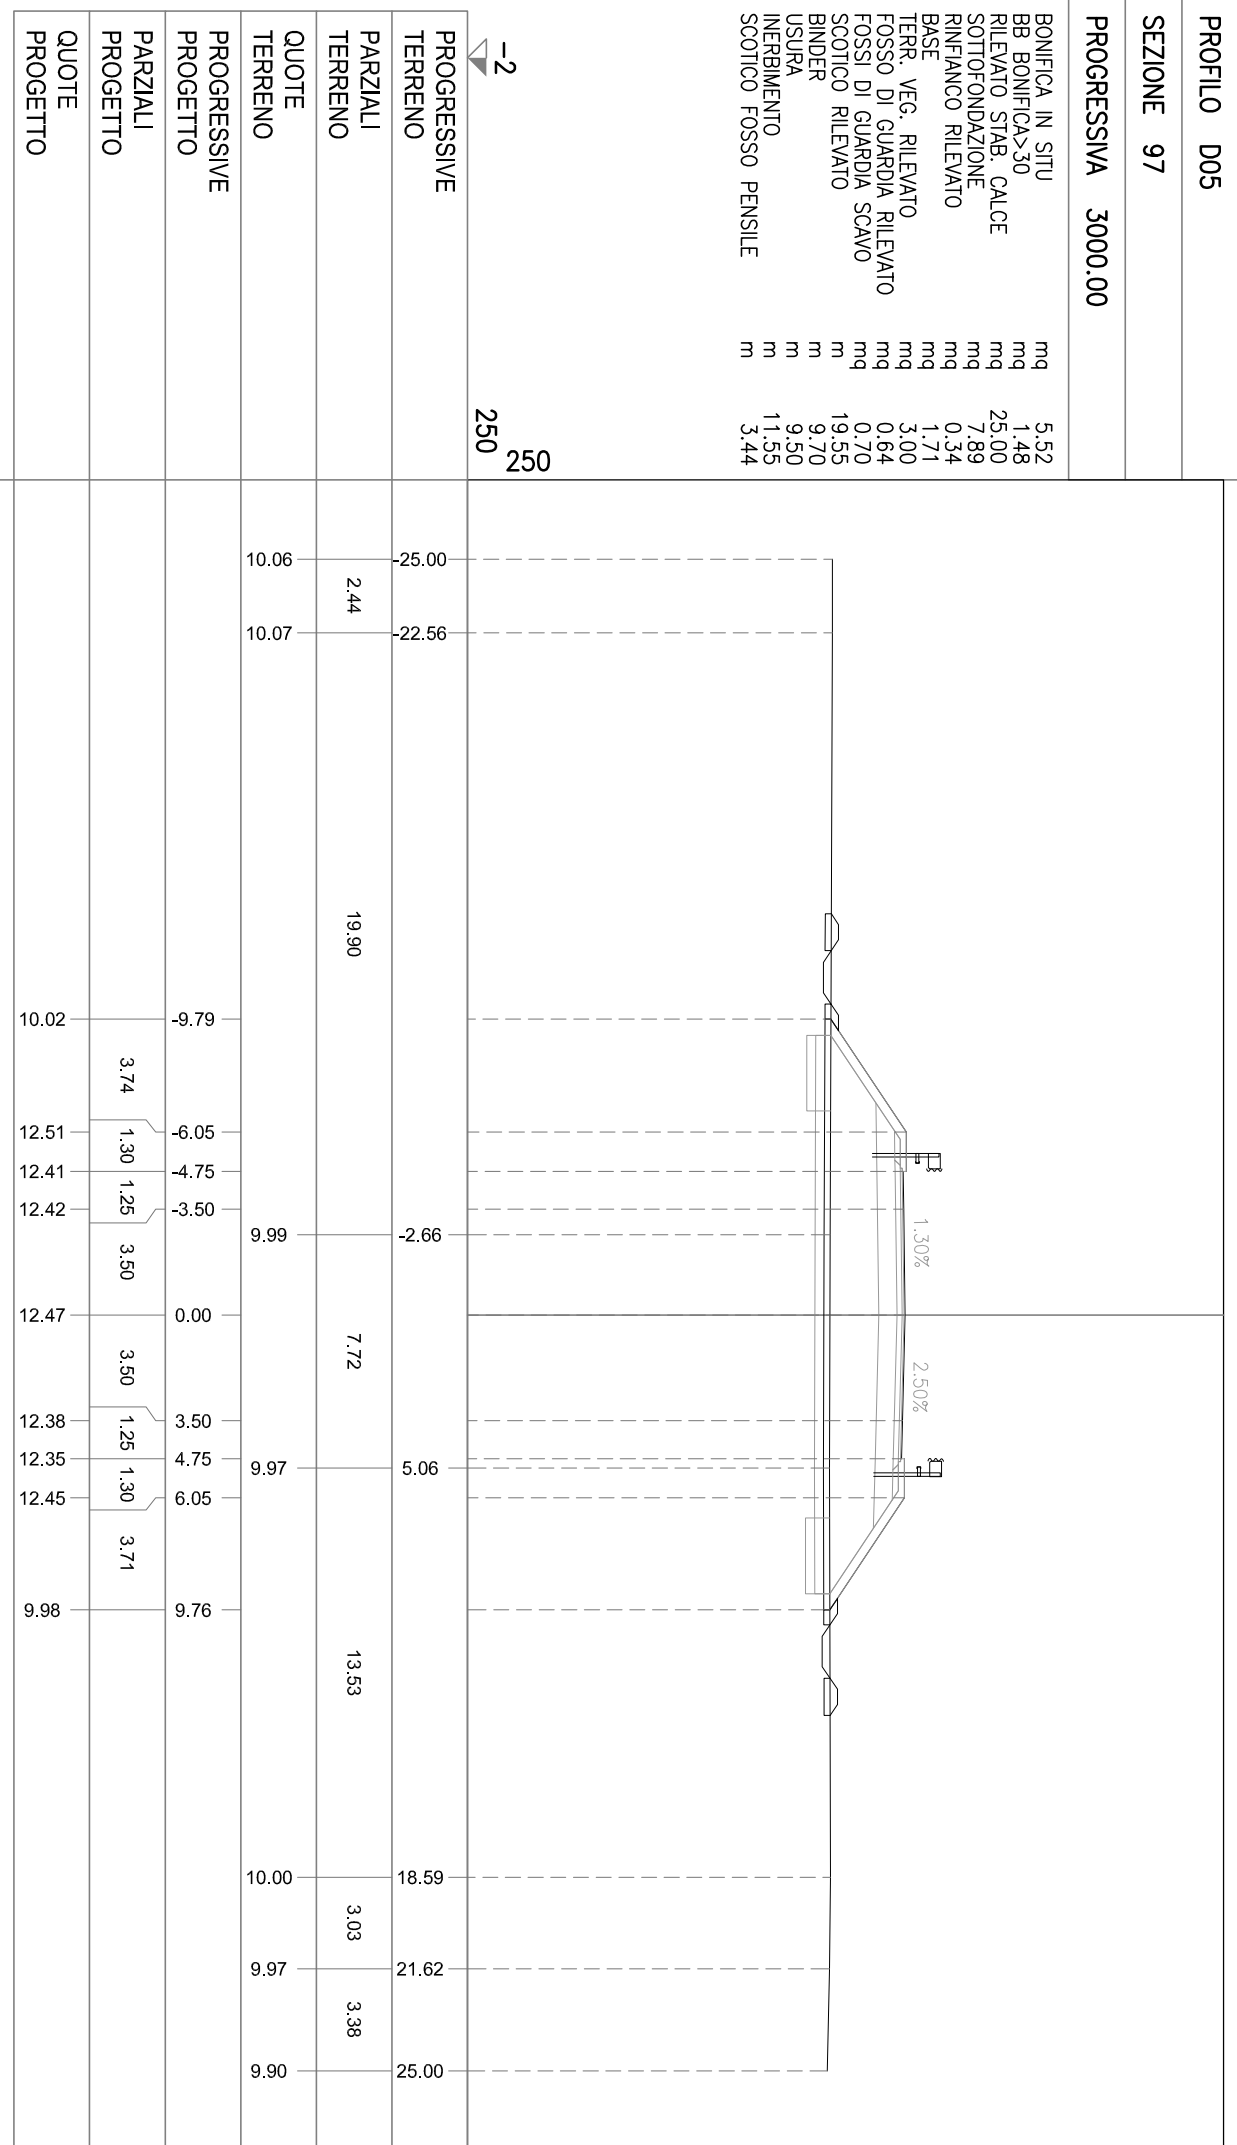 PROFILO D05
SEZIONE 97
PROGRESSIVA 3000.00
BONIFICA IN SITU mq 5.52
BB BONIFICA>30 mq 1.48
RILEVATO STAB. CALCE mq 25.00
SOTTOFONDAZIONE mq 7.89
RINFIANCO RILEVATO mq 0.34
BASE mq 1.71
TERR. VEG. RILEVATO mq 3.00
FOSSO DI GUARDIA RILEVATO mq 0.64
FOSSI DI GUARDIA SCAVO mq 0.70
SCOTICO RILEVATO m 19.55
BINDER m 9.70
USURA m 9.50
INERBIMENTO m 11.55
SCOTICO FOSSO PENSILE m 3.44
1.30% 2.50%
-2
250
250
PROGRESSIVE
TERRENO
-25.00 -22.56 -2.66 5.06 18.59 21.62 25.00
PARZIALI
TERRENO
2.44 19.90 7.72 13.53 3.03 3.38
QUOTE
TERRENO
10.06 10.07 9.99 9.97 10.00 9.97 9.90
PROGRESSIVE
PROGETTO
-9.79 -6.05 -4.75 -3.50 0.00 3.50 4.75 6.05 9.76
PARZIALI
PROGETTO
3.74 1.30 1.25 3.50 3.50 1.25 1.30 3.71
QUOTE
PROGETTO
10.02 12.51 12.41 12.42 12.47 12.38 12.35 12.45 9.98